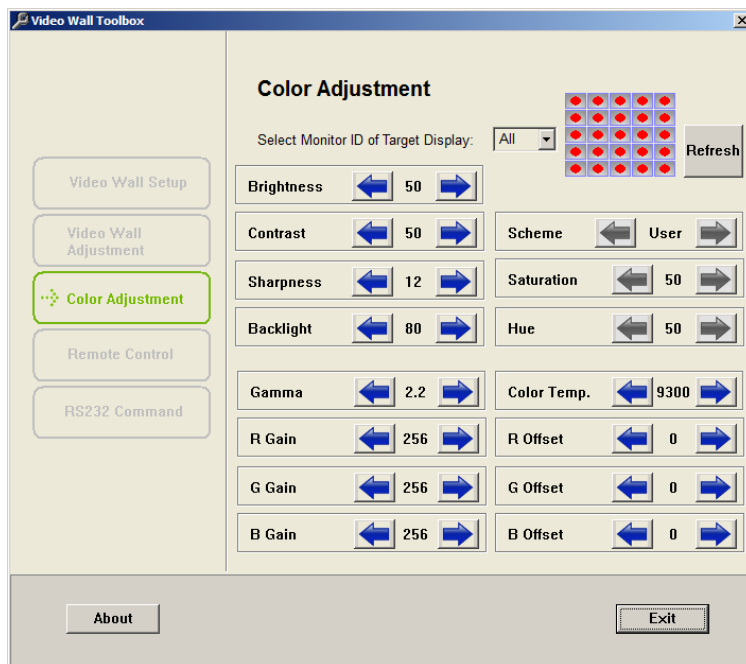 Video Wall Toolbox
Color Adjustment
Select Monitor ID of Target Display: All
Refresh
Video Wall Setup
Video Wall
Adjustment
Color Adjustment
Remote Control
RS232 Command
Brightness 50
Contrast 50
Scheme User
Sharpness 12
Saturation 50
Backlight 80
Hue 50
Gamma 2.2
Color Temp. 9300
R Gain 256
R Offset 0
G Gain 256
G Offset 0
B Gain 256
B Offset 0
About
Exit